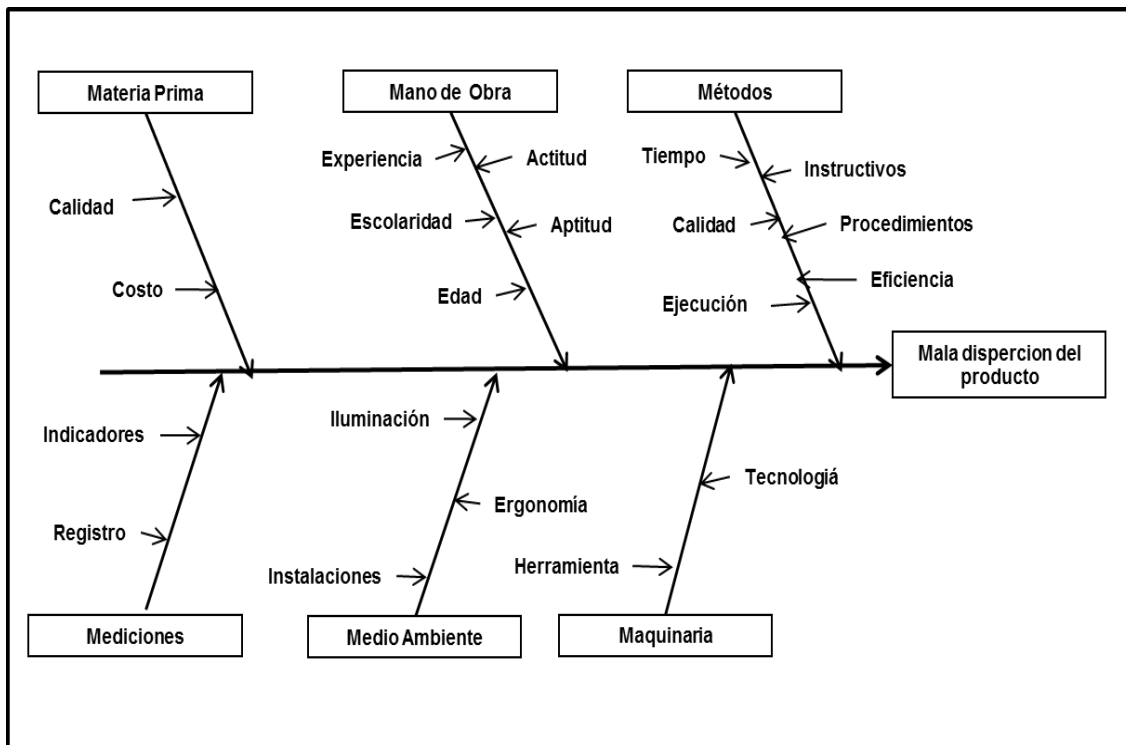 Materia Prima
Mano de Obra
Métodos
Experiencia
Actitud
Tiempo
Instructivos
Calidad
Escolaridad
Aptitud
Calidad
Procedimientos
Costo
Edad
Eficiencia
Ejecución
Mala dispercion del
producto
Indicadores
Iluminación
Tecnologiá
Registro
Ergonomía
Instalaciones
Herramienta
Mediciones
Medio Ambiente
Maquinaria